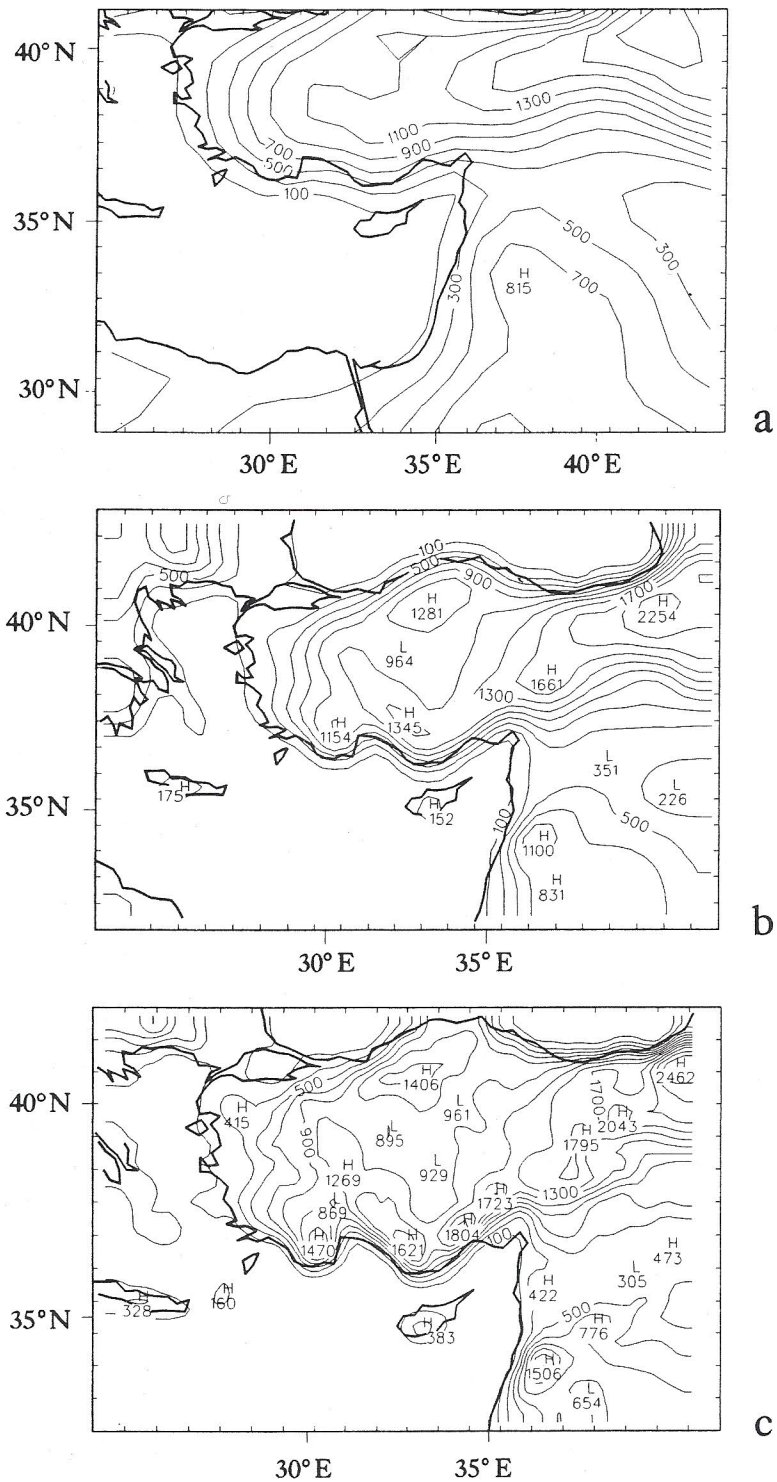 40° N
1300
1100
700
900
500
100
35° N
500
300
300
H
815
700
30° N
a
30° E 35° E 40° E
100
500
500
900
1700
H
1281
H
2254
40° N
L
964
H
1661
1300
H
1154
H
1345
L
351
H
175
H
152
L
226
35° N
100
500
H
1100
H
831
b
30° E 35° E
500
H
1406
H
2462
1700
40° N
H
415
L
961
H
2043
L
895
H
1795
900
L
929
H
1269
H
1723
1300
L
869
H
1804
H
1470
H
1621
100
H
473
L
305
H
422
H
328
H
160
35° N
H
383
500
H
776
H
1506
L
654
c
30° E 35° E